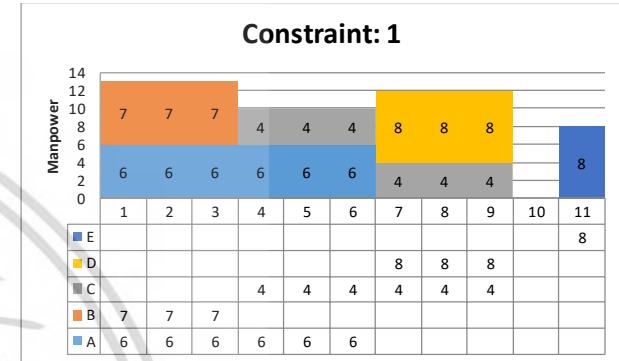 Constraint: 1
Manpower
14
12
10
8
6
4
2
0
7 7 7 4 4 4 8 8 8
6 6 6 6 6 6 4 4 4 8
1 2 3 4 5 6 7 8 9 10 11
E 8
D 8 8 8
C 4 4 4 4 4 4
B 7 7 7
A 6 6 6 6 6 6